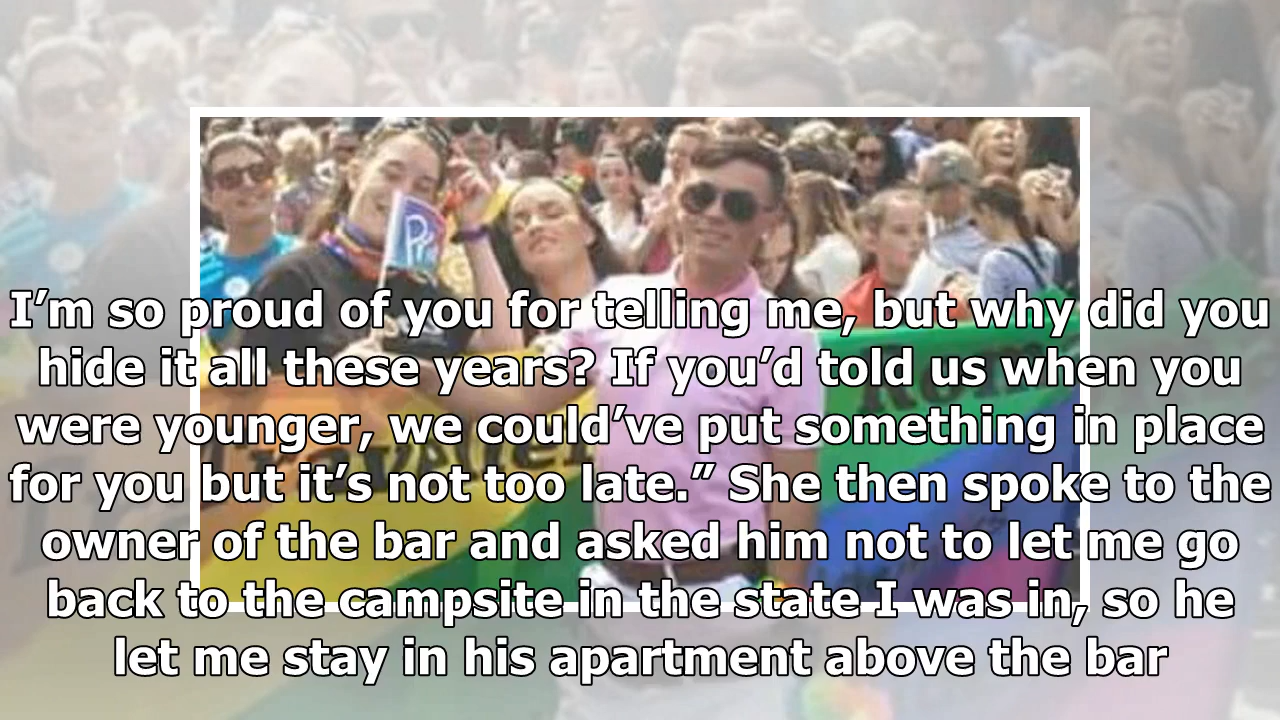 I’m so proud of you for telling me, but why did you
hide it all these years? If you’d told us when you
were younger, we could’ve put something in place
for you but it’s not too late.” She then spoke to the
owner of the bar and asked him not to let me go
back to the campsite in the state I was in, so he
let me stay in his apartment above the bar